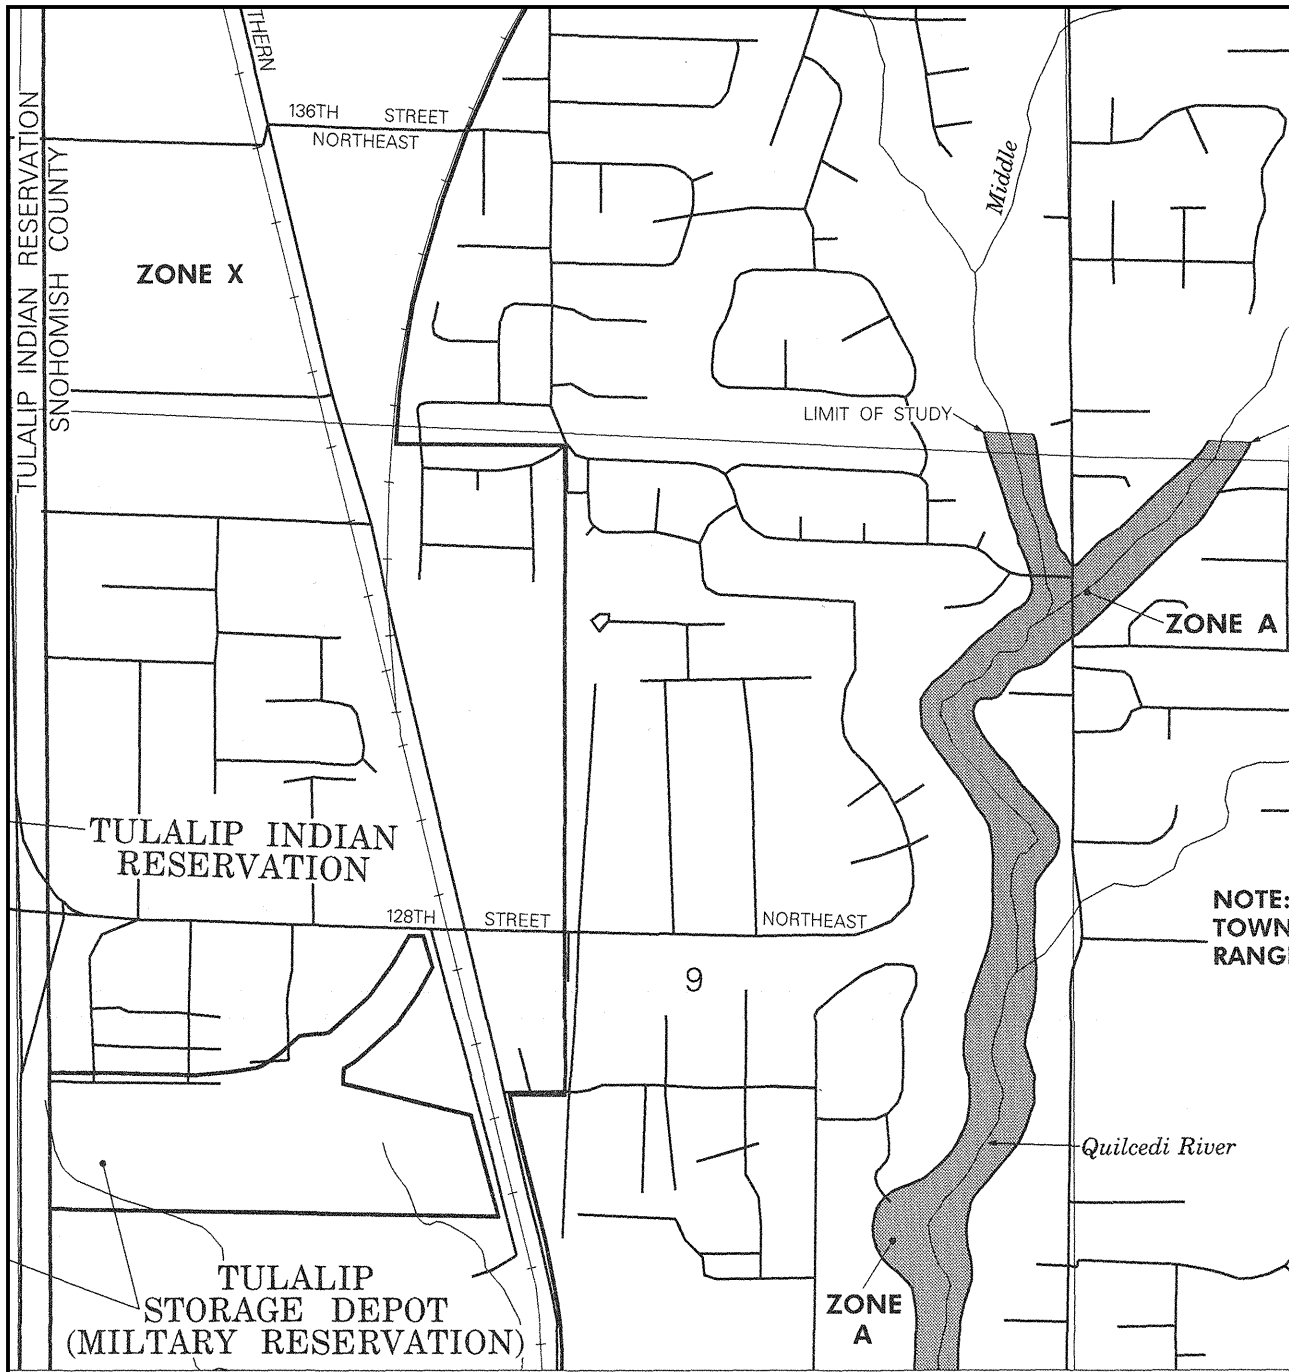 THERN
136TH STREET
NORTHEAST
TULALIP INDIAN RESERVATION
SNOHOMISH COUNTY
ZONE X
Middle
LIMIT OF STUDY
ZONE A
TULALIP INDIAN
RESERVATION
128TH STREET NORTHEAST
NOTE:
TOWN
RANG
9
Quilcedi River
ZONE
A
TULALIP
STORAGE DEPOT
(MILTARY RESERVATION)